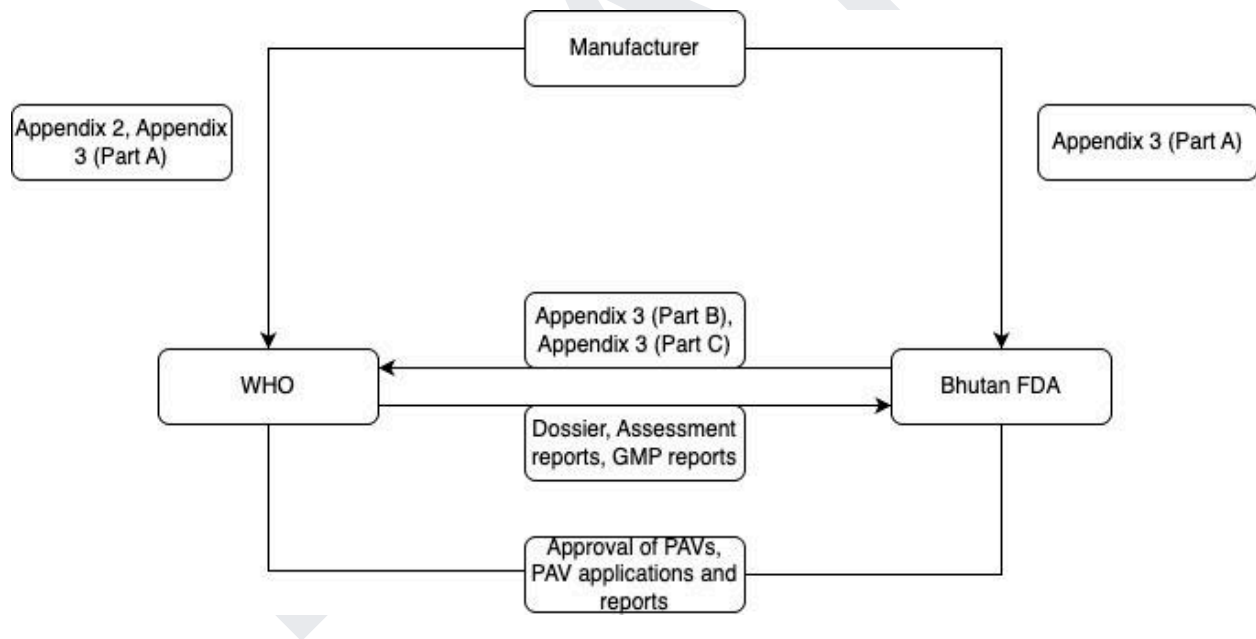 Manufacturer
Appendix 2, Appendix
3 (Part A)
Appendix 3 (Part A)
Appendix 3 (Part B),
Appendix 3 (Part C)
WHO
Bhutan FDA
Dossier, Assessment
reports, GMP reports
Approval of PAVs,
PAV applications and
reports